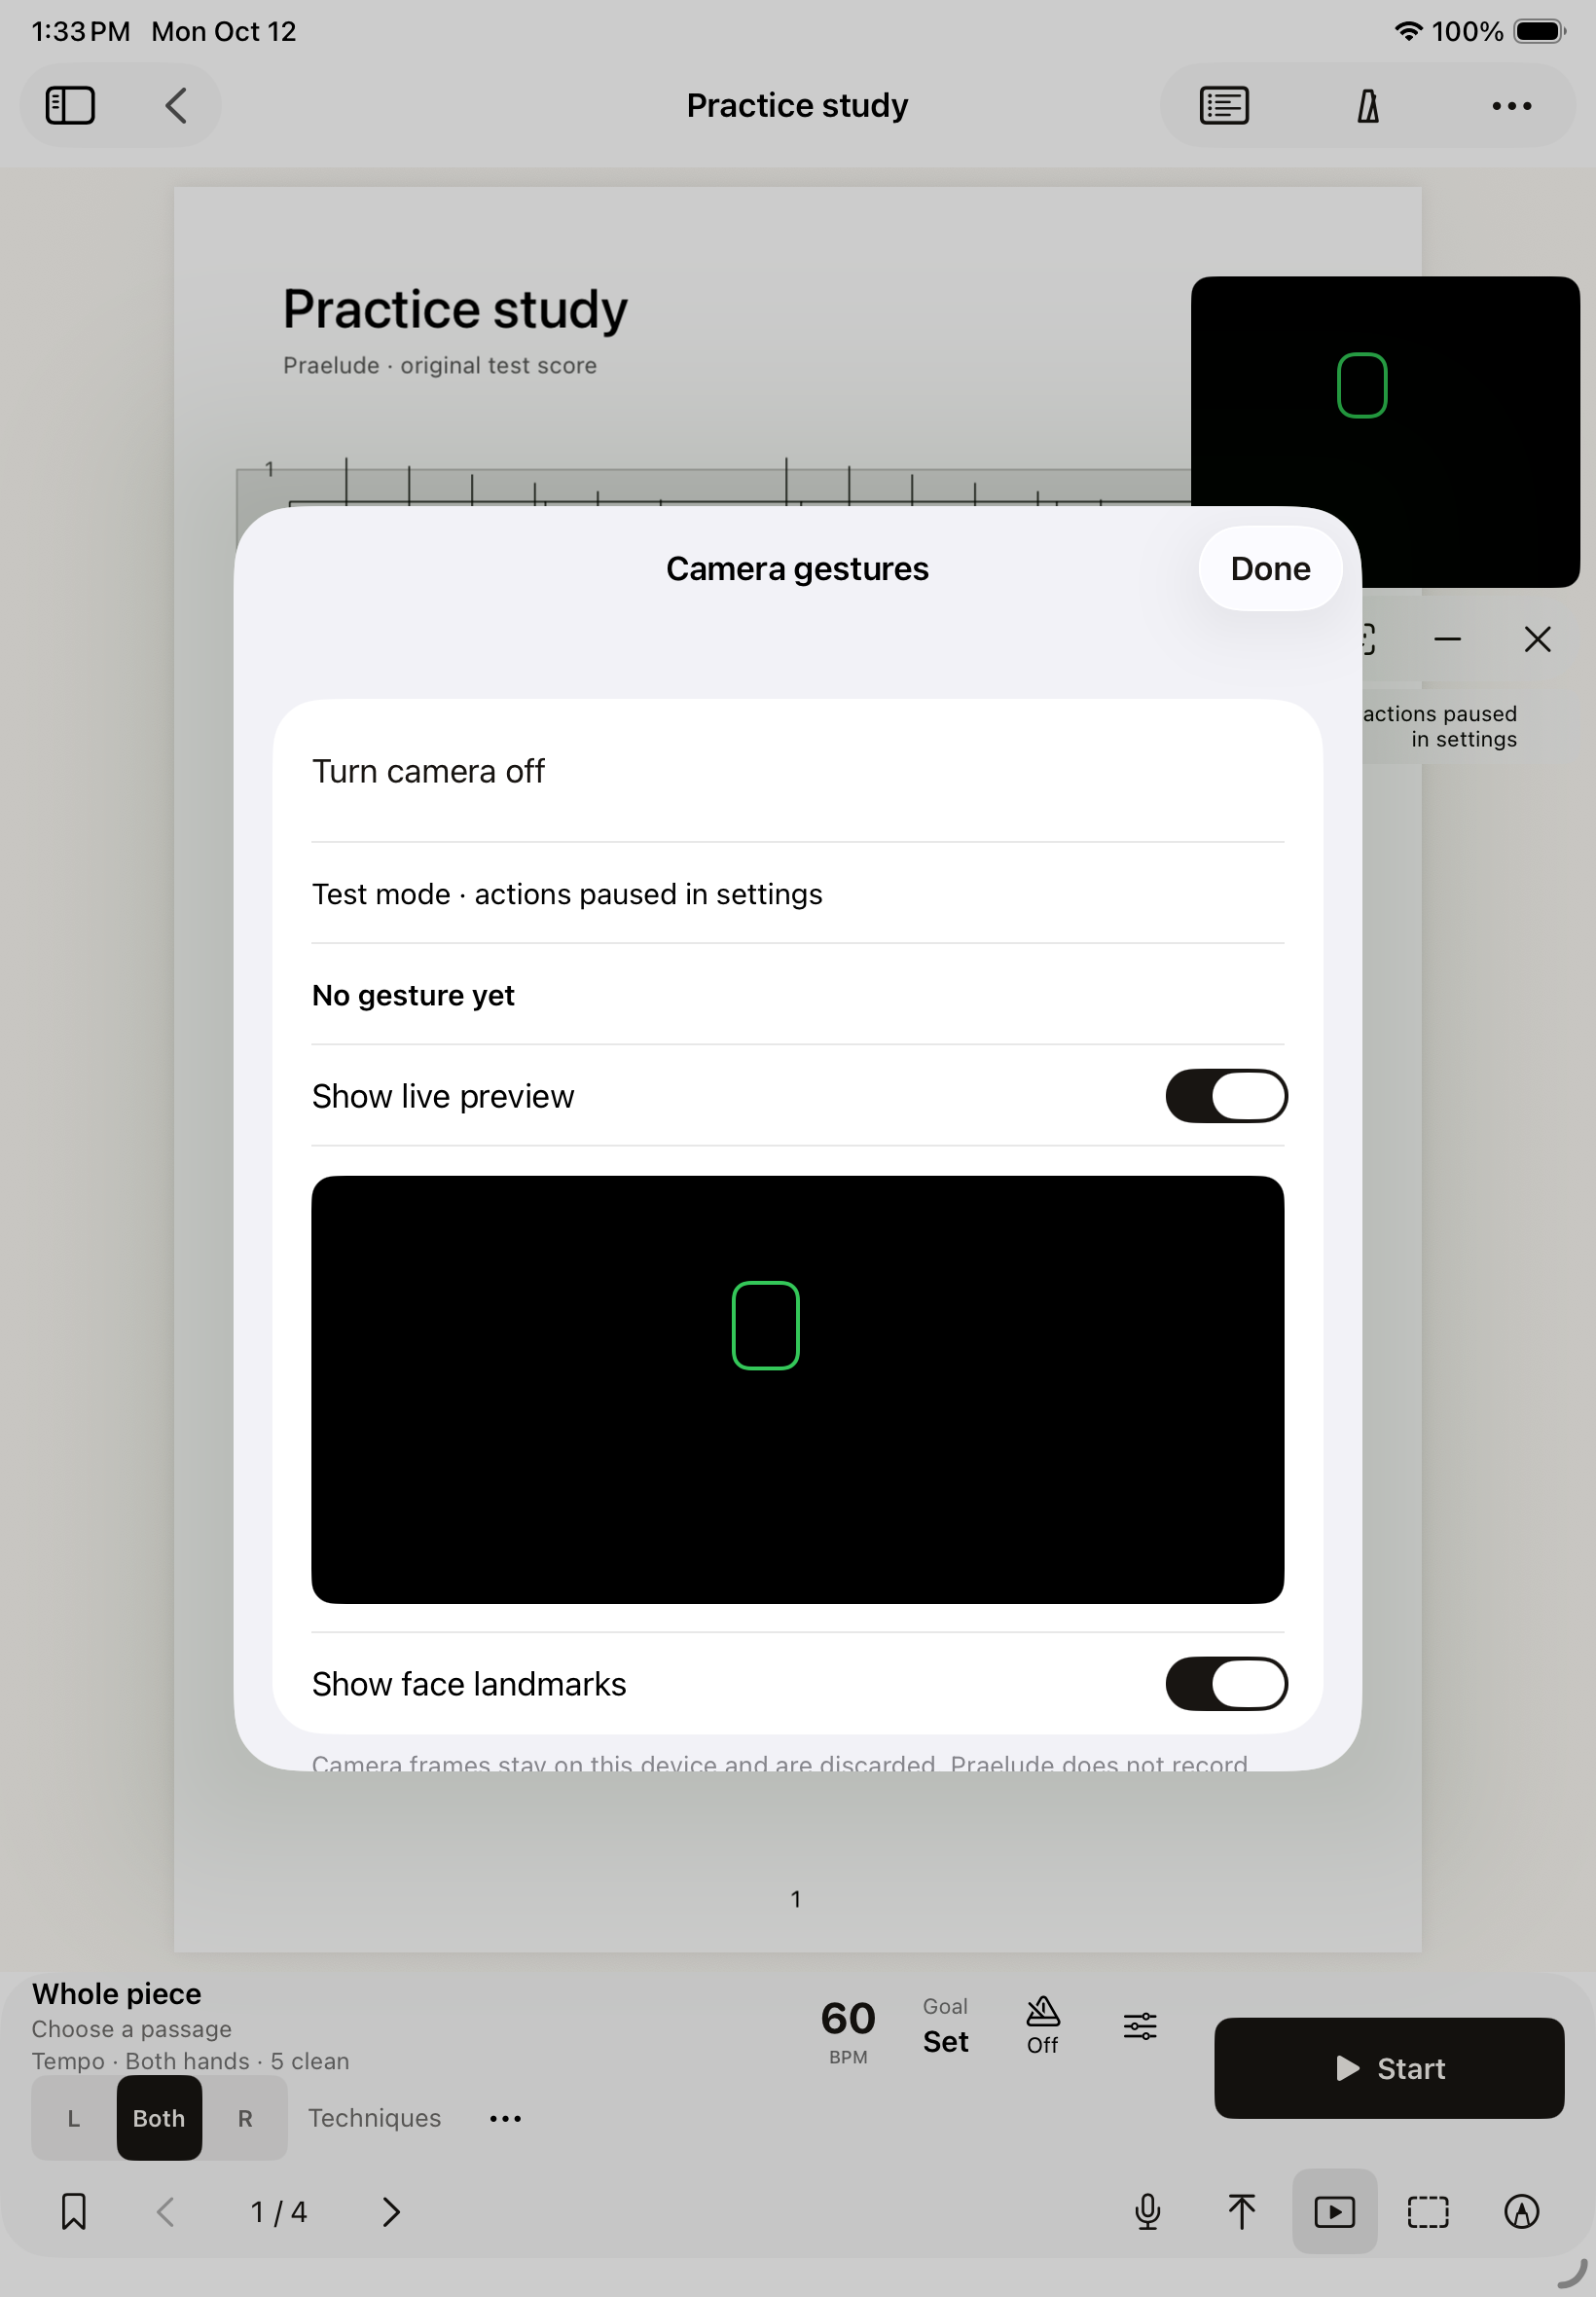 1:33 PM Mon Oct 12
100%
Practice study
Practice study
Praelude · original test score
1
Camera gestures
Done
actions paused
in settings
Turn camera off
Test mode · actions paused in settings
No gesture yet
Show live preview
Show face landmarks
Camera frames stay on this device and are discarded. Praelude does not record
1
Whole piece
Choose a passage
Tempo · Both hands · 5 clean
60
BPM
Goal
Set
Off
Start
L
Both
R
Techniques
1 / 4